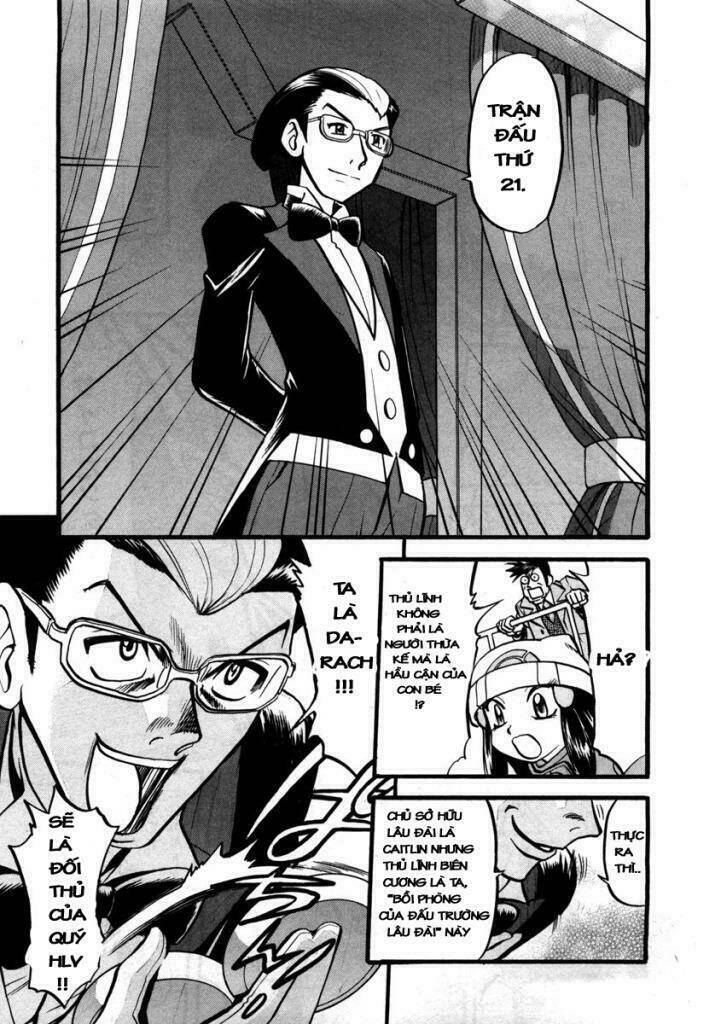 TRẬN
ĐẤU
THỨ
21.
HẢ?
THỦ LĨNH
KHÔNG
PHẢI LÀ
NGƯỜI THỪA
KẾ MÀ LÀ
HẦU CẬN CỦA
CON BÉ
!?
THỰC
RA
THÌ..
CHỦ SỞ HỮU
LÂU ĐÀI LÀ
CAITLIN NHƯNG
THỦ LĨNH BIÊN
CƯƠNG LÀ TA,
"BỒI PHÒNG
CỦA ĐẤU TRƯỜNG
LÂU ĐÀI" NÀY
TA
LÀ
DA-
RACH
!!!
SẼ
LÀ
ĐỐI
THỦ
CỦA
QUÝ
HLV
!!